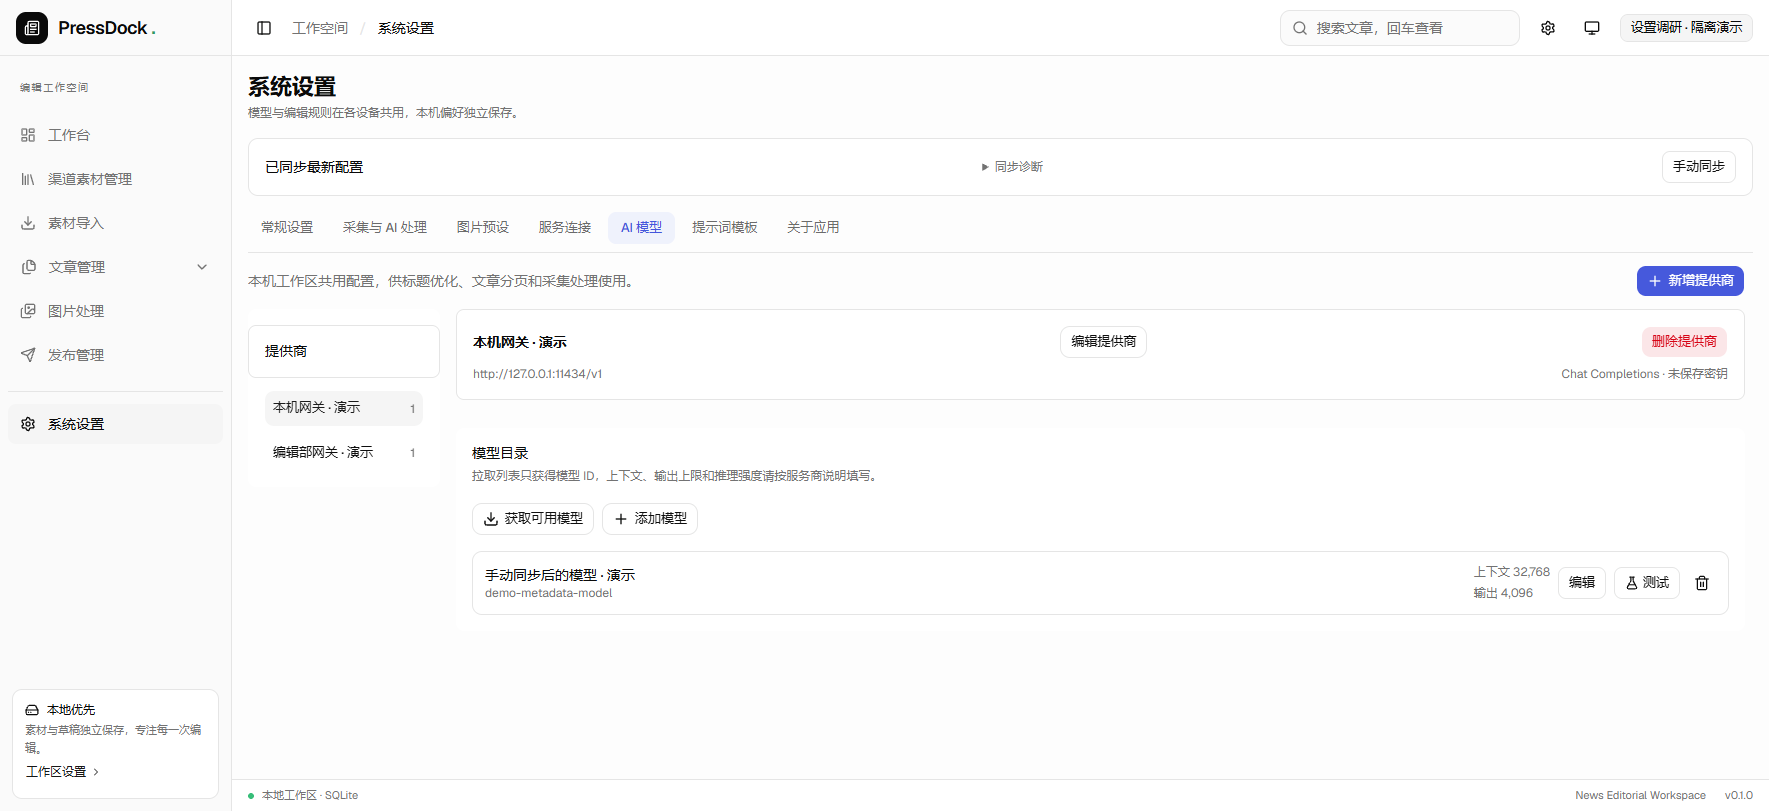 PressDock.
工作空间 / 系统设置
搜索文章，回车查看
设置调研 · 隔离演示
编辑工作空间
工作台
渠道素材管理
素材导入
文章管理
图片处理
发布管理
系统设置
本地优先
素材与草稿独立保存，专注每一次编
辑。
工作区设置
系统设置
模型与编辑规则在各设备共用，本机偏好独立保存。
已同步最新配置
同步诊断
手动同步
常规设置
采集与 AI 处理
图片预设
服务连接
AI 模型
提示词模板
关于应用
本机工作区共用配置，供标题优化、文章分页和采集处理使用。
新增提供商
提供商
本机网关 · 演示 1
编辑部网关 · 演示 1
本机网关 · 演示
编辑提供商
删除提供商
http://127.0.0.1:11434/v1
Chat Completions · 未保存密钥
模型目录
拉取列表只获得模型 ID，上下文、输出上限和推理强度请按服务商说明填写。
获取可用模型
添加模型
手动同步后的模型 · 演示
demo-metadata-model
上下文 32,768
输出 4,096
编辑
测试
本地工作区 · SQLite
News Editorial Workspace
v0.1.0